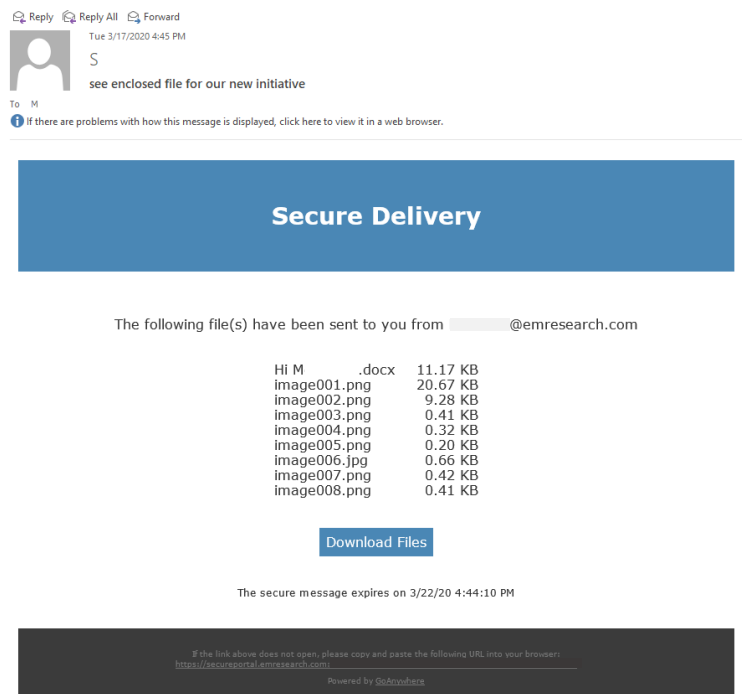 Reply Reply All Forward
Tue 3/17/2020 4:45 PM
S
see enclosed file for our new initiative
To M
If there are problems with how this message is displayed, click here to view it in a web browser.
Secure Delivery
The following file(s) have been sent to you from @emresearch.com
Hi M .docx 11.17 KB
image001.png 20.67 KB
image002.png 9.28 KB
image003.png 0.41 KB
image004.png 0.32 KB
image005.png 0.20 KB
image006.jpg 0.66 KB
image007.png 0.42 KB
image008.png 0.41 KB
Download Files
The secure message expires on 3/22/20 4:44:10 PM
If the link above does not open, please copy and paste the following URL into your browser:
https://secureportal.emresearch.com:
Powered by GoAnywhere